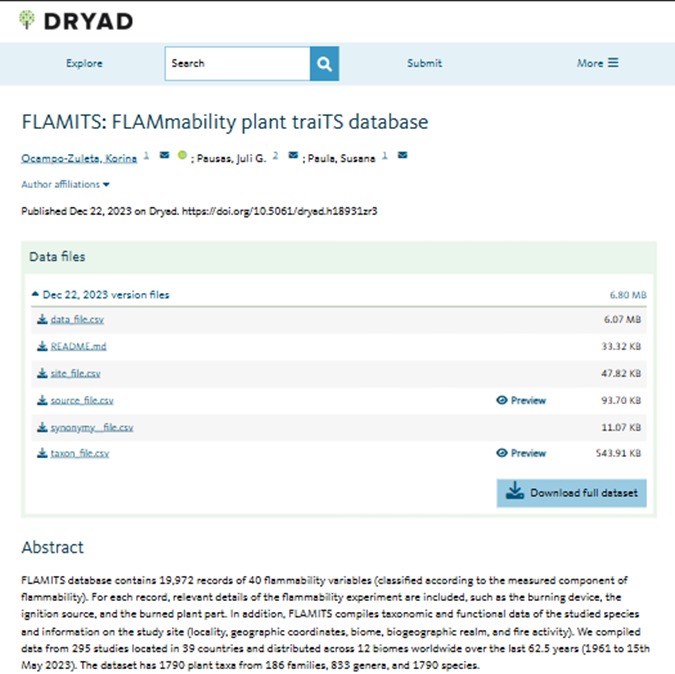 DRYAD
Explore
Search
Submit
More
FLAMITS: FLAMmability plant traiTS database
Ocampo-Zuleta, Korina 1 ; Pausas, Juli G. 2 ; Paula, Susana 1
Author affiliations
Published Dec 22, 2023 on Dryad. https://doi.org/10.5061/dryad.h18931zr3
Data files
Dec 22, 2023 version files 6.80 MB
data_file.csv 6.07 MB
README.md 33.32 KB
site_file.csv 47.82 KB
source_file.csv Preview 93.70 KB
synonymy__file.csv 11.07 KB
taxon_file.csv Preview 543.91 KB
Download full dataset
Abstract
FLAMITS database contains 19,972 records of 40 flammability variables (classified according to the measured component of
flammability). For each record, relevant details of the flammability experiment are included, such as the burning device, the
ignition source, and the burned plant part. In addition, FLAMITS compiles taxonomic and functional data of the studied species
and information on the study site (locality, geographic coordinates, biome, biogeographic realm, and fire activity). We compiled
data from 295 studies located in 39 countries and distributed across 12 biomes worldwide over the last 62.5 years (1961 to 15th
May 2023). The dataset has 1790 plant taxa from 186 families, 833 genera, and 1790 species.